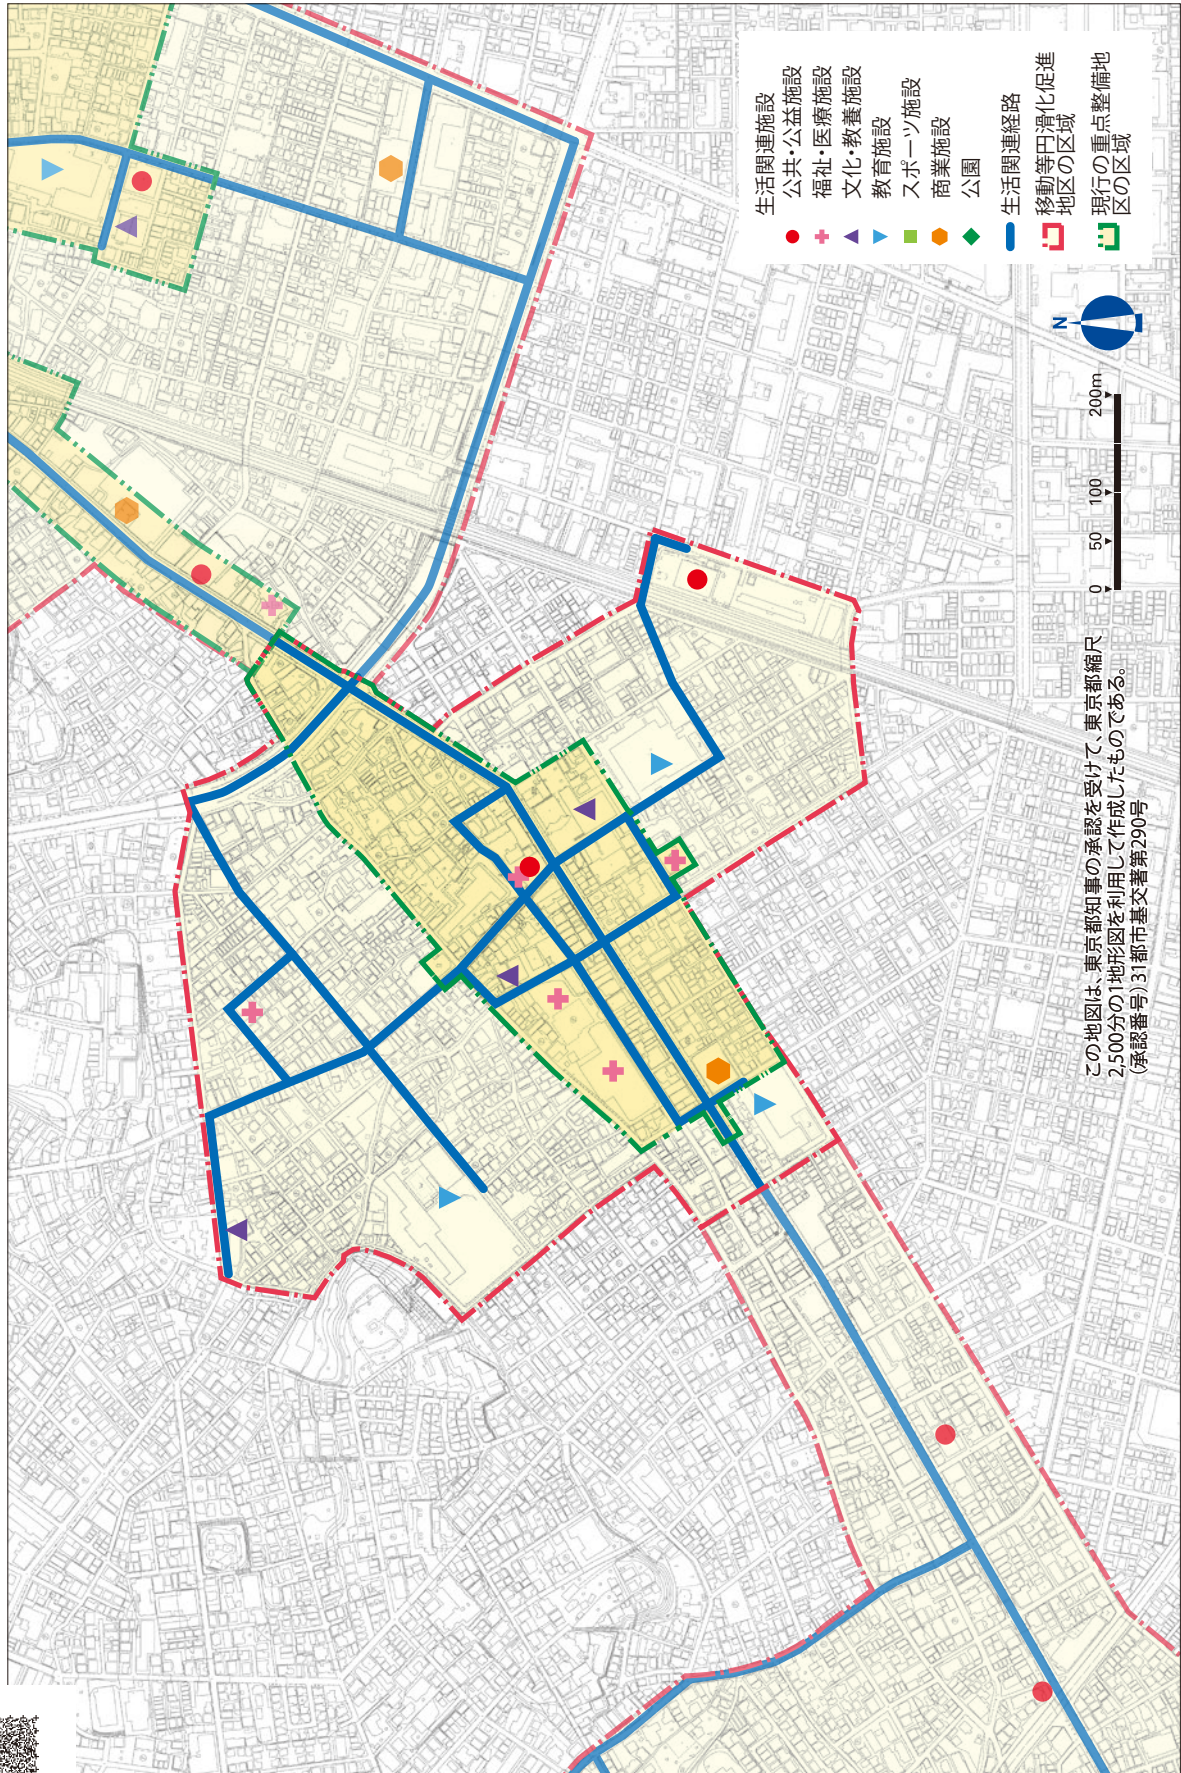 生活関連施設
公共・公益施設
福祉・医療施設
文化・教養施設
教育施設
スポーツ施設
商業施設
公園
生活関連経路
移動等円滑化促進
地区の区域
現行の重点整備地
区の区域
N
0 50 100 200m
この地図は、東京都知事の承認を受けて、東京都縮尺
2,500分の1地形図を利用して作成したものである。
(承認番号)31都市基交著第290号